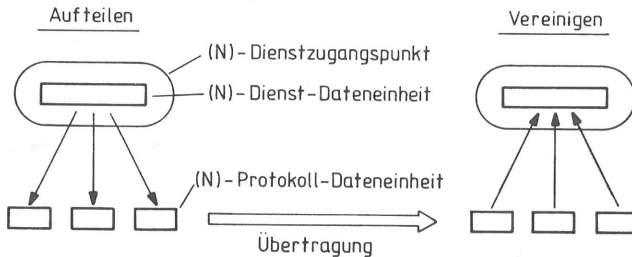 Aufteilen
Vereinigen
(N)-Dienstzugangspunkt
(N)-Dienst-Dateneinheit
(N)-Protokoll-Dateneinheit
Übertragung